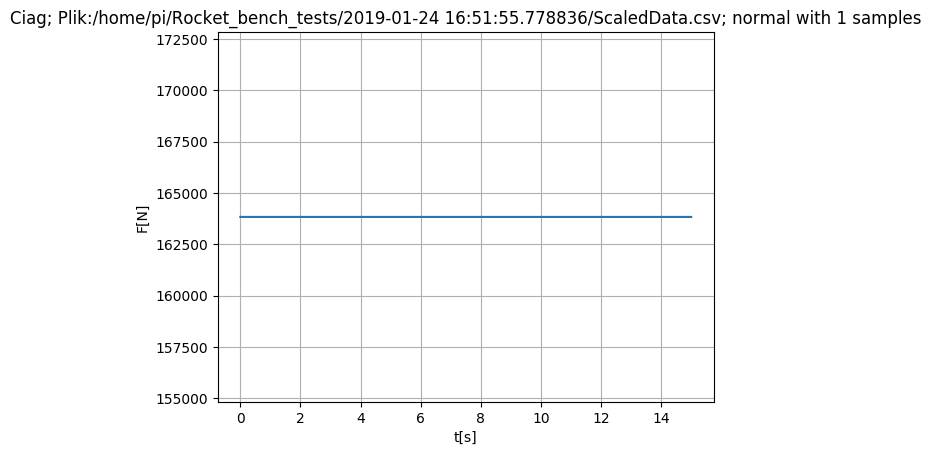 Ciag; Plik:/home/pi/Rocket_bench_tests/2019-01-24 16:51:55.778836/ScaledData.csv; normal with 1 samples
172500
170000
167500
165000
162500
160000
157500
155000
F[N]
0 2 4 6 8 10 12 14
t[s]